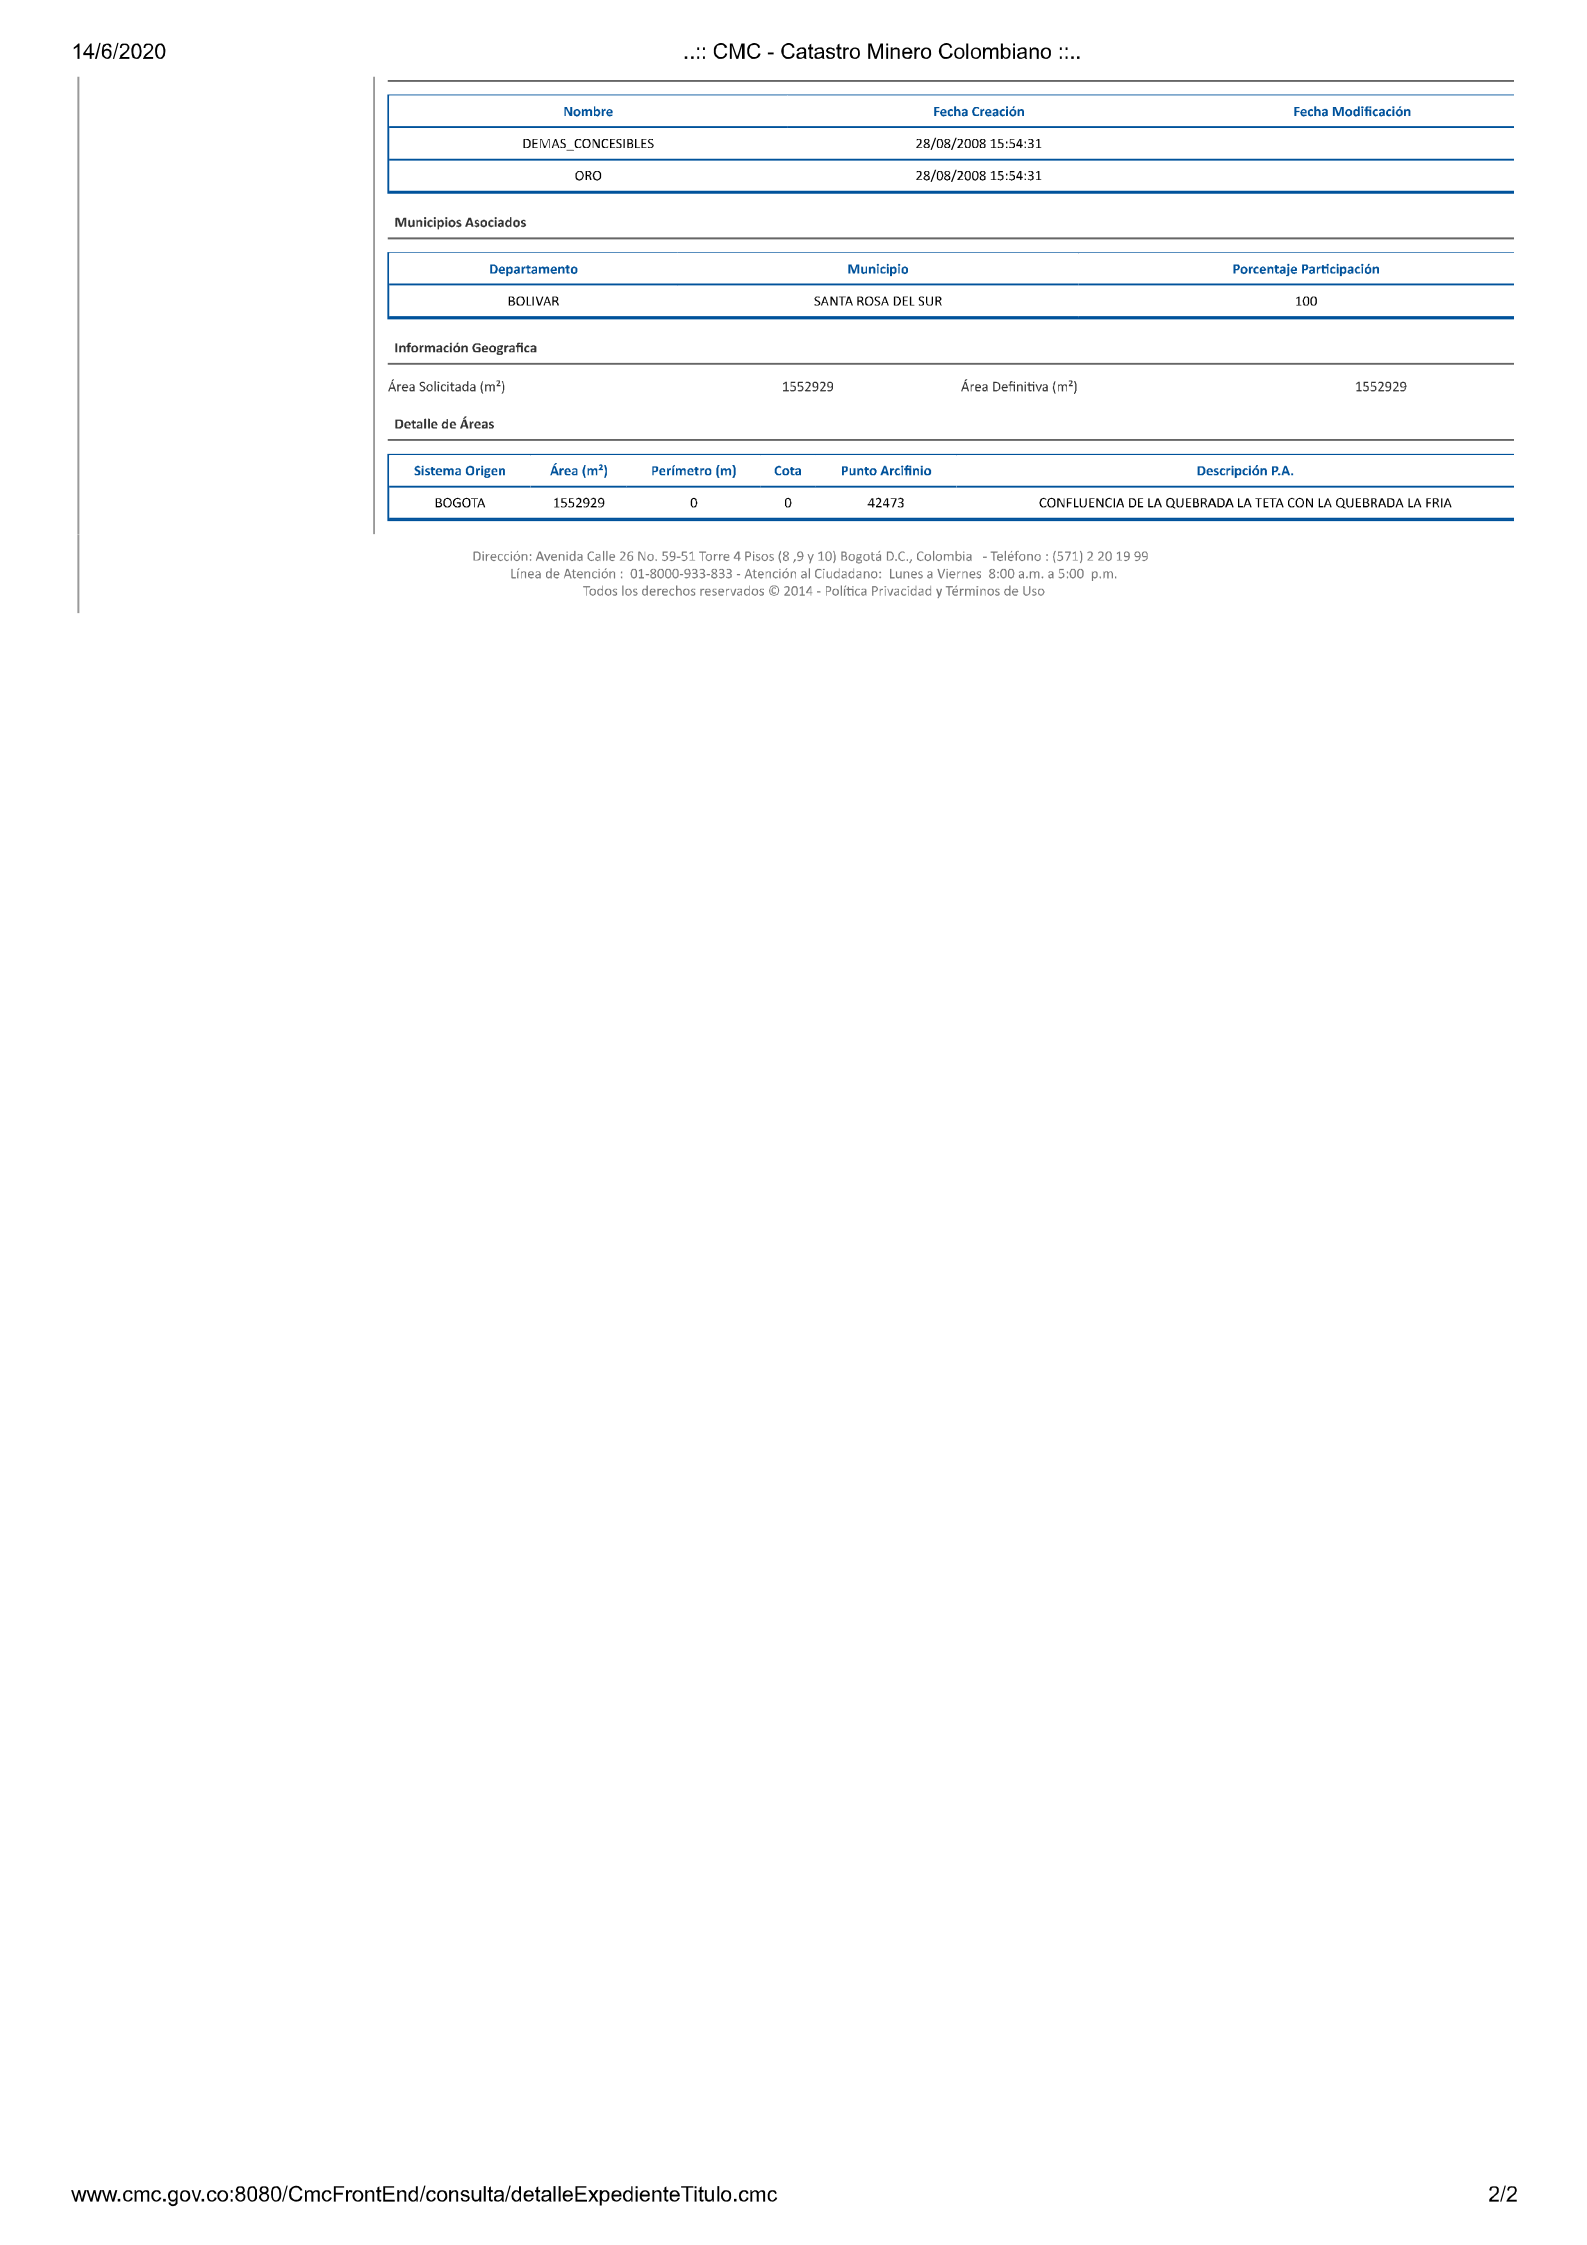 14/6/2020 ..:: CMC - Catastro Minero Colombiano ::..
Nombre Fecha Creación Fecha Modificación
DEMAS_CONCESIBLES 28/08/2008 15:54:31
ORO 28/08/2008 15:54:31
Municipios Asociados
Departamento Municipio Porcentaje Participación
BOLIVAR SANTA ROSA DEL SUR 100
Información Geografica
Área Solicitada (m²) 1552929 Área Definitiva (m²) 1552929
Detalle de Áreas
Sistema Origen Área (m²) Perímetro (m) Cota Punto Arcifinio Descripción P.A.
BOGOTA 1552929 0 0 42473 CONFLUENCIA DE LA QUEBRADA LA TETA CON LA QUEBRADA LA FRIA
Dirección: Avenida Calle 26 No. 59-51 Torre 4 Pisos (8 ,9 y 10) Bogotá D.C., Colombia - Teléfono : (571) 2 20 19 99
Línea de Atención : 01-8000-933-833 - Atención al Ciudadano: Lunes a Viernes 8:00 a.m. a 5:00 p.m.
Todos los derechos reservados © 2014 - Política Privacidad y Términos de Uso
www.cmc.gov.co:8080/CmcFrontEnd/consulta/detalleExpedienteTitulo.cmc 2/2